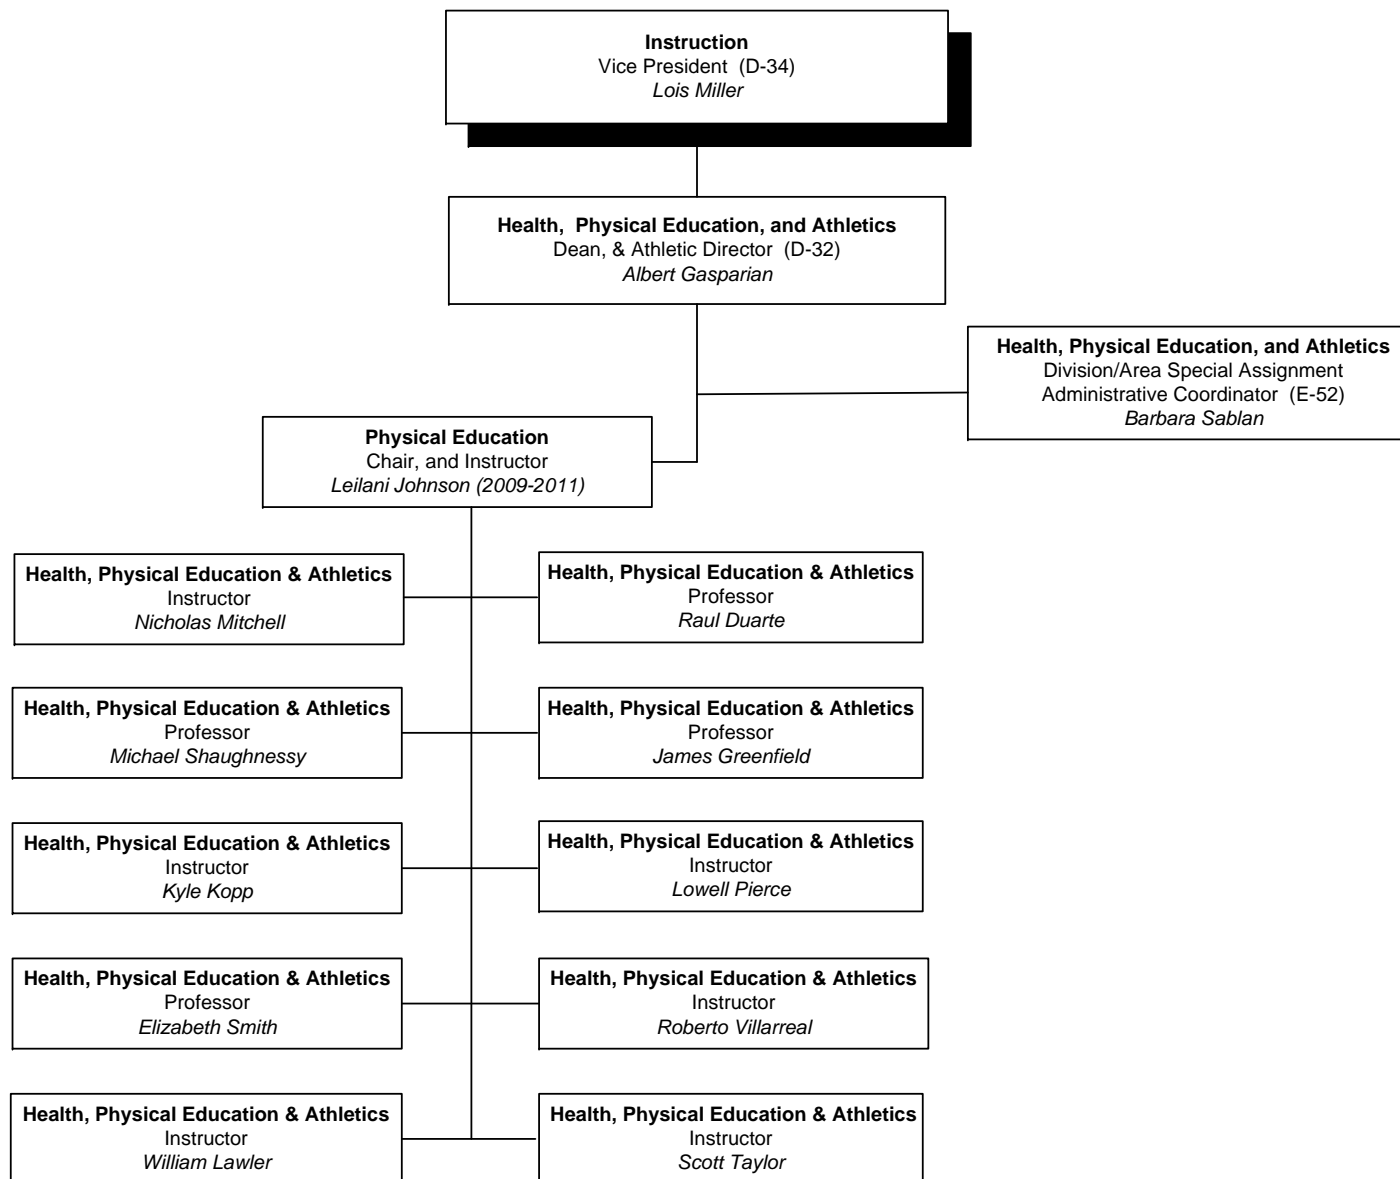 Instruction
Vice President (D-34)
Lois Miller
Health, Physical Education, and Athletics
Dean, & Athletic Director (D-32)
Albert Gasparian
Health, Physical Education, and Athletics
Division/Area Special Assignment
Administrative Coordinator (E-52)
Barbara Sablan
Physical Education
Chair, and Instructor
Leilani Johnson (2009-2011)
Health, Physical Education & Athletics
Instructor
Nicholas Mitchell
Health, Physical Education & Athletics
Professor
Raul Duarte
Health, Physical Education & Athletics
Professor
Michael Shaughnessy
Health, Physical Education & Athletics
Professor
James Greenfield
Health, Physical Education & Athletics
Instructor
Kyle Kopp
Health, Physical Education & Athletics
Instructor
Lowell Pierce
Health, Physical Education & Athletics
Professor
Elizabeth Smith
Health, Physical Education & Athletics
Instructor
Roberto Villarreal
Health, Physical Education & Athletics
Instructor
William Lawler
Health, Physical Education & Athletics
Instructor
Scott Taylor